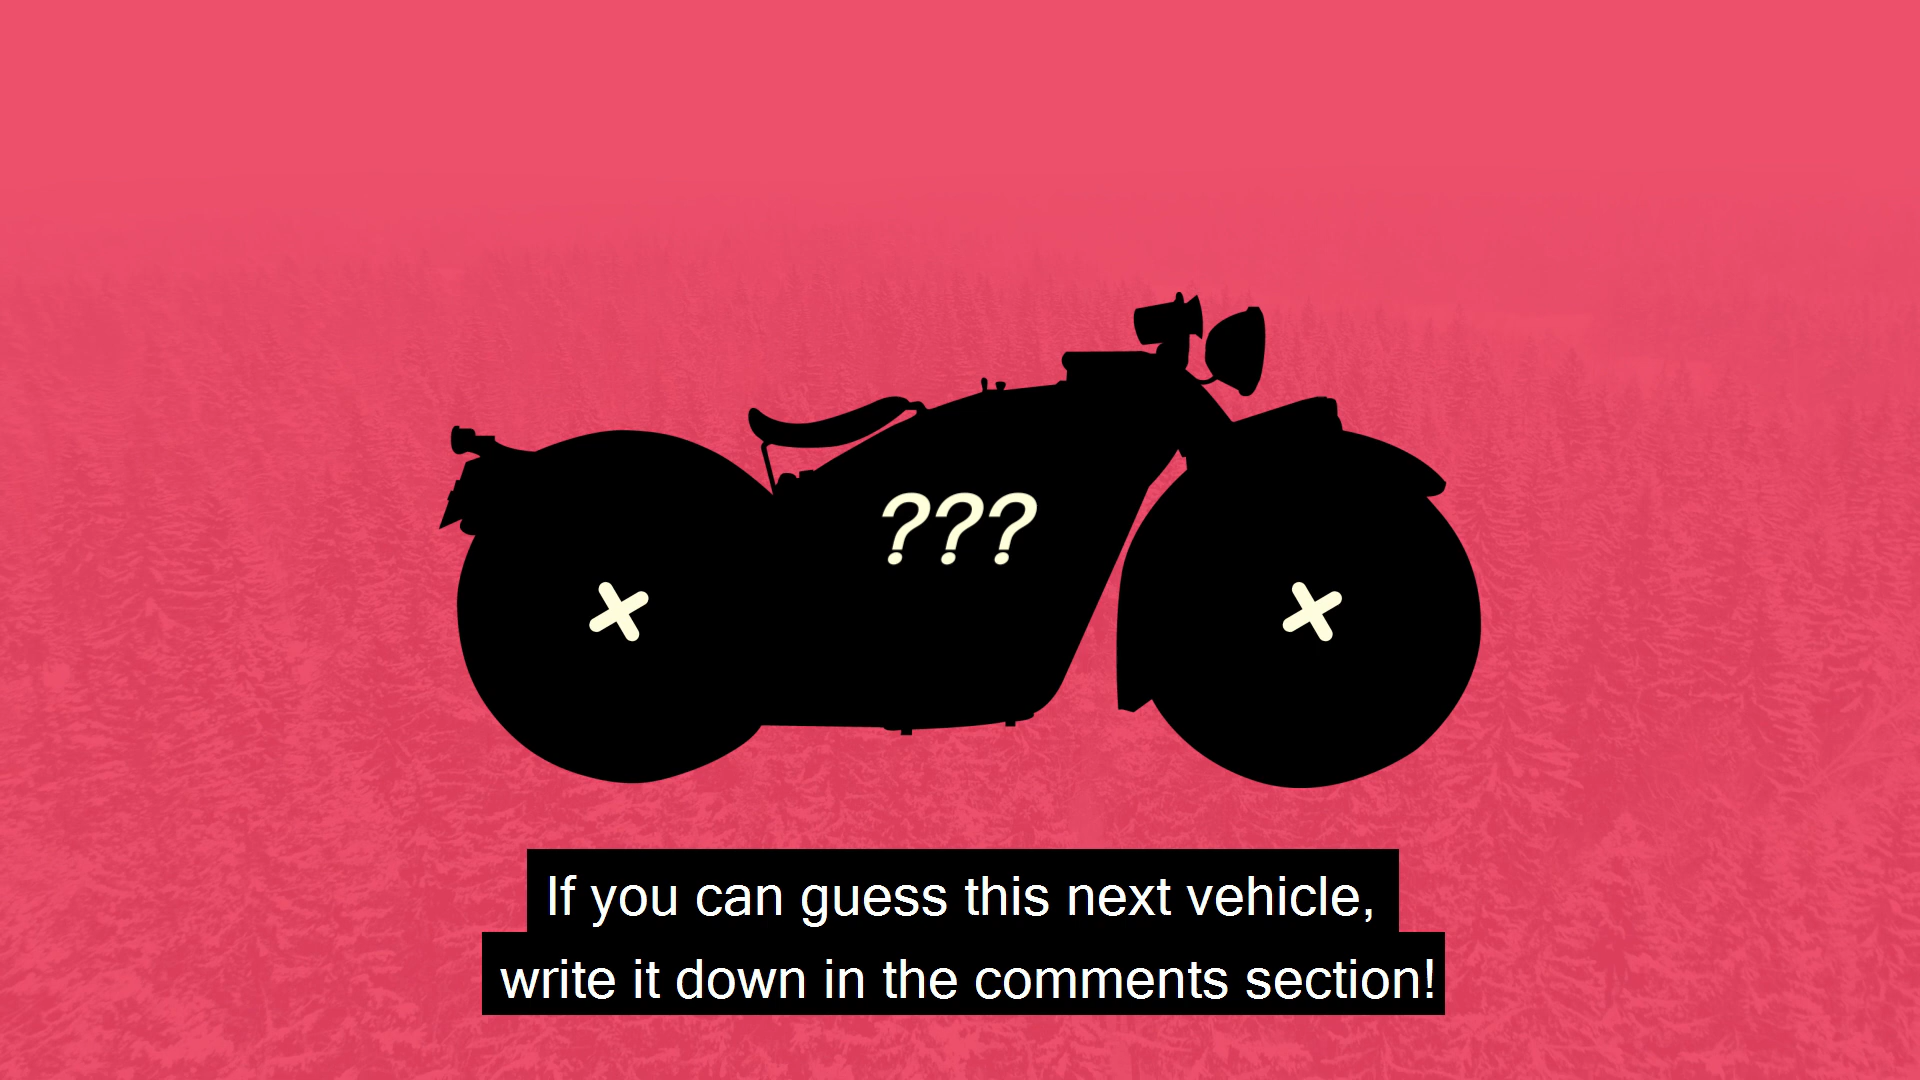 ???
If you can guess this next vehicle,
write it down in the comments section!